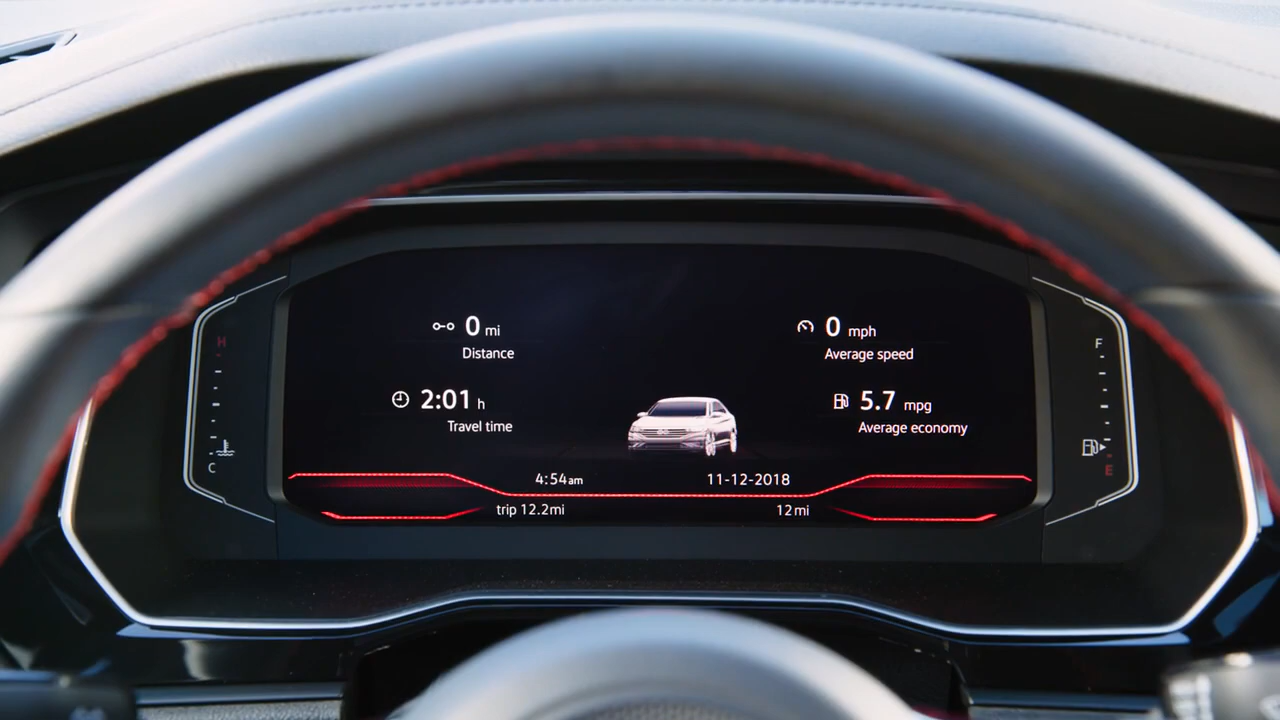 0 mi
Distance
0 mph
Average speed
2:01 h
Travel time
5.7 mpg
Average economy
4:54am
11-12-2018
trip 12.2mi
12mi
H
C
F
E